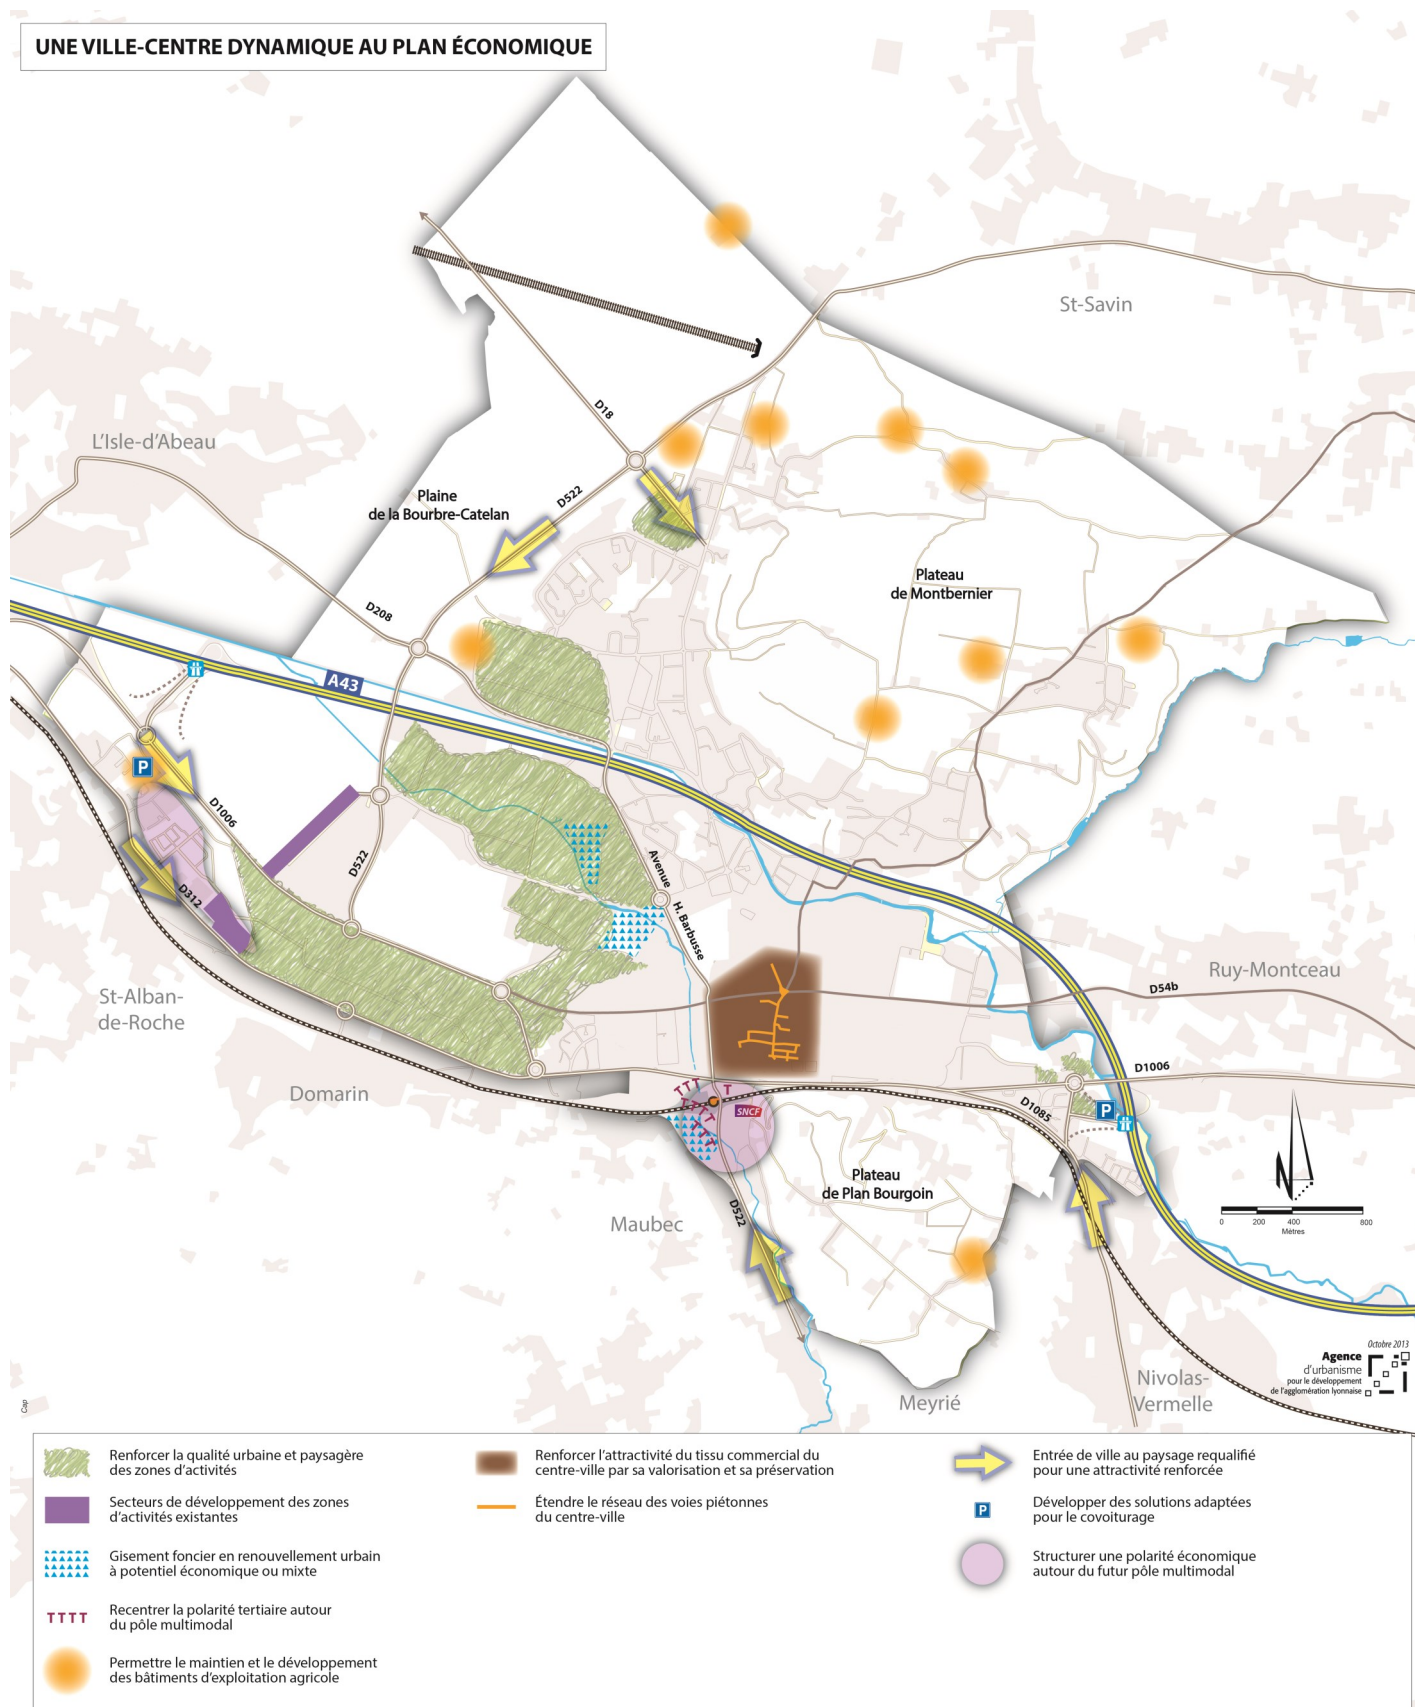 UNE VILLE-CENTRE DYNAMIQUE AU PLAN ÉCONOMIQUE
St-Savin
D18
L'Isle-d'Abeau
Plaine
de la Bourbre-Catelan
D522
Plateau
de Montbernier
D208
A43
P
D1006
D522
Avenue
H. Barbusse
D312
Ruy-Montceau
D54b
St-Alban-
de-Roche
D1006
Domarin
TTTT
T
SNCF
D1085
P
N
Plateau
de Plan Bourgoin
Maubec
D522
0 200 400 800
Mètres
Octobre 2013
Agence
d'urbanisme
pour le développement
de l'agglomération lyonnaise
Nivolas-
Vermelle
Meyrié
Cap
Renforcer la qualité urbaine et paysagère
des zones d'activités
Secteurs de développement des zones
d'activités existantes
Gisement foncier en renouvellement urbain
à potentiel économique ou mixte
TTTT
Recentrer la polarité tertiaire autour
du pôle multimodal
Permettre le maintien et le développement
des bâtiments d'exploitation agricole
Renforcer l'attractivité du tissu commercial du
centre-ville par sa valorisation et sa préservation
Étendre le réseau des voies piétonnes
du centre-ville
Entrée de ville au paysage requalifié
pour une attractivité renforcée
P
Développer des solutions adaptées
pour le covoiturage
Structurer une polarité économique
autour du futur pôle multimodal